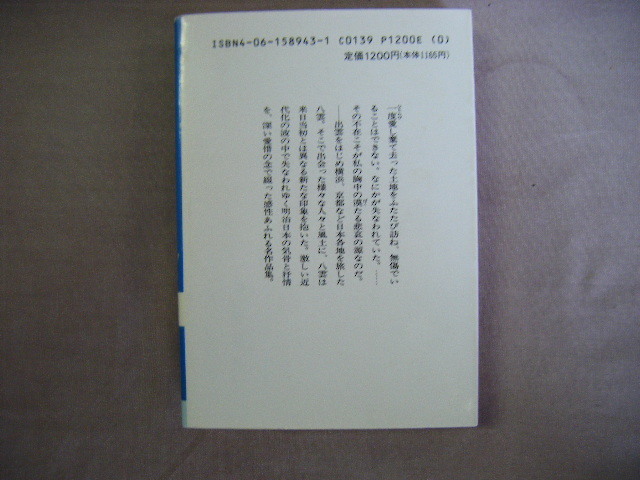 ISBN4-06-158943-1 C0139 P1200E (0)
定価1200円(本体1165円)
一度愛し棄て去った土地をふたたび訪ね、無傷でい
ることはできない。なにかが失なわれていた。――
その不在こそが私の胸中の漠たる悲哀の源なのだ。
――出雲をはじめ横浜、京都など日本各地を旅した
八雲。そこで出会った様々な人々と風土に、八雲は
来日当初とは異なる新たな印象を抱いた。激しい近
代化の波の中で失なわれゆく明治日本の気骨と抒情
を、深い愛惜の念で綴った感性あふれる名作品集。